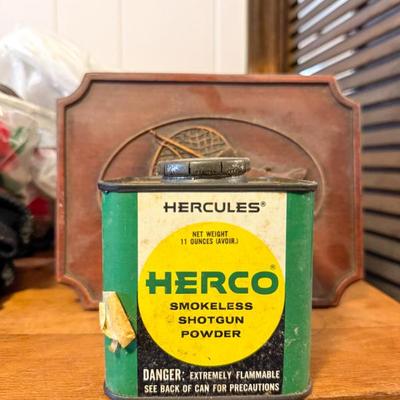 HERCULES®
NET WEIGHT
11 OUNCES (AVOIR.)
HERCO®
SMOKELESS
SHOTGUN
POWDER
DANGER: EXTREMELY FLAMMABLE
SEE BACK OF CAN FOR PRECAUTIONS